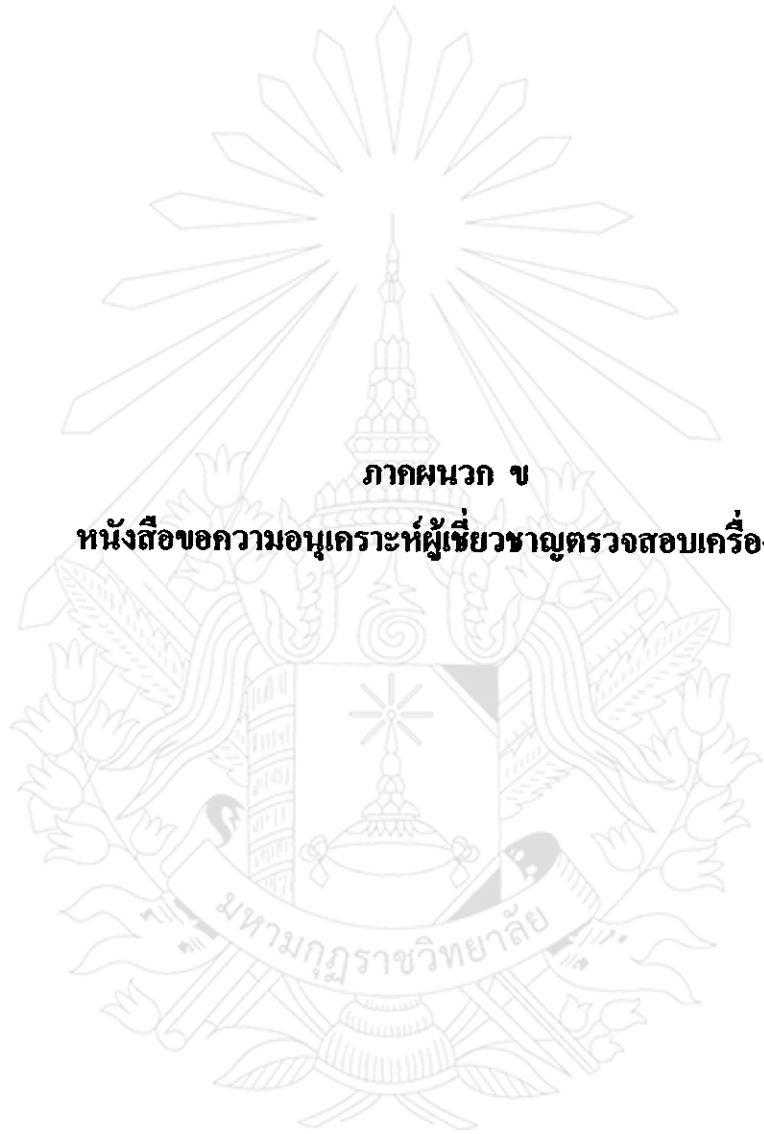 ภาคผนวก ข
หนังสือขอความอนุเคราะห์ผู้เชี่ยวชาญตรวจสอบเครื่อ
มหามกุฏราชวิทยาลัย